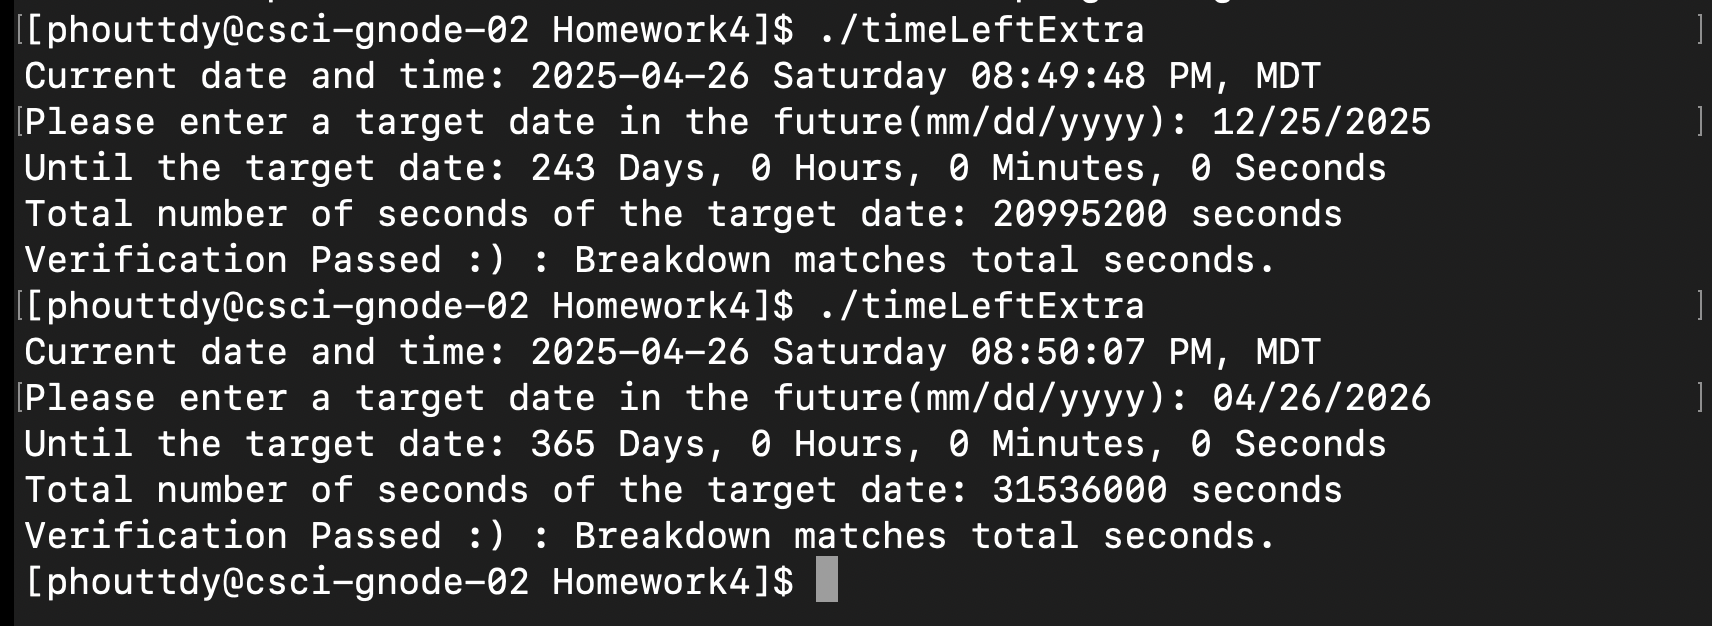 [[phouttdy@csci-gnode-02 Homework4]$ ./timeLeftExtra ]
Current date and time: 2025-04-26 Saturday 08:49:48 PM, MDT
[Please enter a target date in the future(mm/dd/yyyy): 12/25/2025 ]
Until the target date: 243 Days, 0 Hours, 0 Minutes, 0 Seconds
Total number of seconds of the target date: 20995200 seconds
Verification Passed :) : Breakdown matches total seconds.
[[phouttdy@csci-gnode-02 Homework4]$ ./timeLeftExtra ]
Current date and time: 2025-04-26 Saturday 08:50:07 PM, MDT
[Please enter a target date in the future(mm/dd/yyyy): 04/26/2026 ]
Until the target date: 365 Days, 0 Hours, 0 Minutes, 0 Seconds
Total number of seconds of the target date: 31536000 seconds
Verification Passed :) : Breakdown matches total seconds.
[phouttdy@csci-gnode-02 Homework4]$